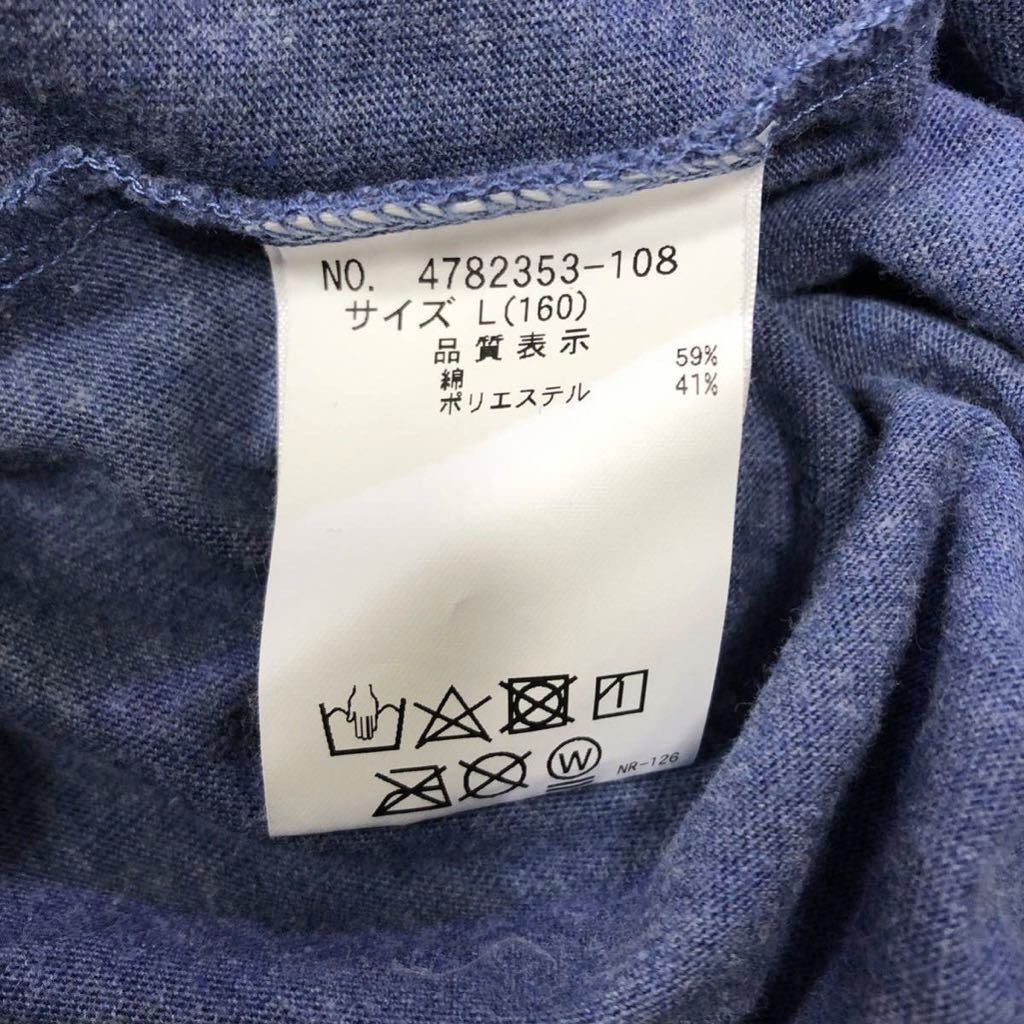 NO. 4782353-108
サイズ L(160)
品質表示
綿 59%
ポリエステル 41%
W
NR-126